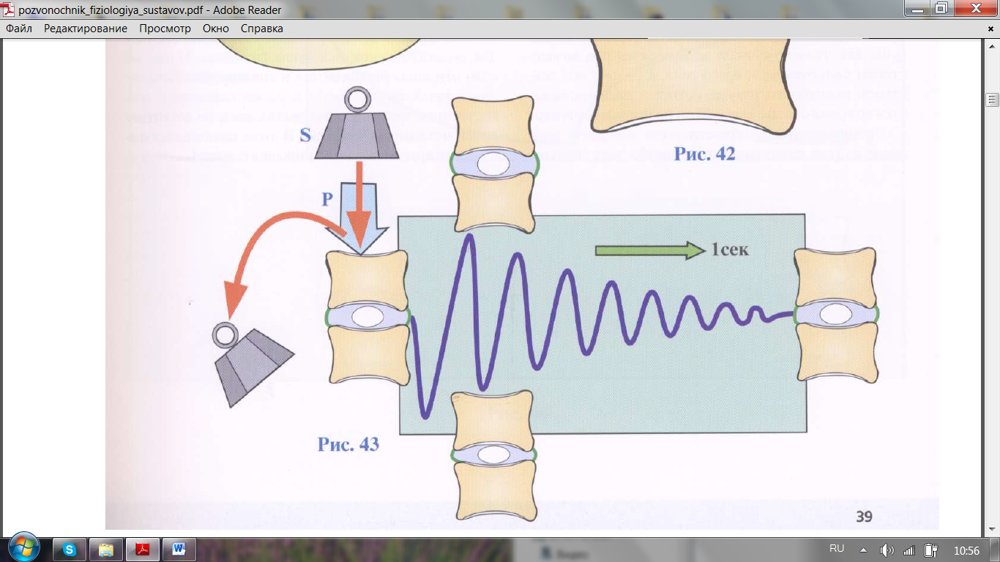 pozvonochnik_fiziologiya_sustavov.pdf - Adobe Reader
Файл Редактирование Просмотр Окно Справка
S
Рис. 42
P
1сек
Рис. 43
39
RU
10:56